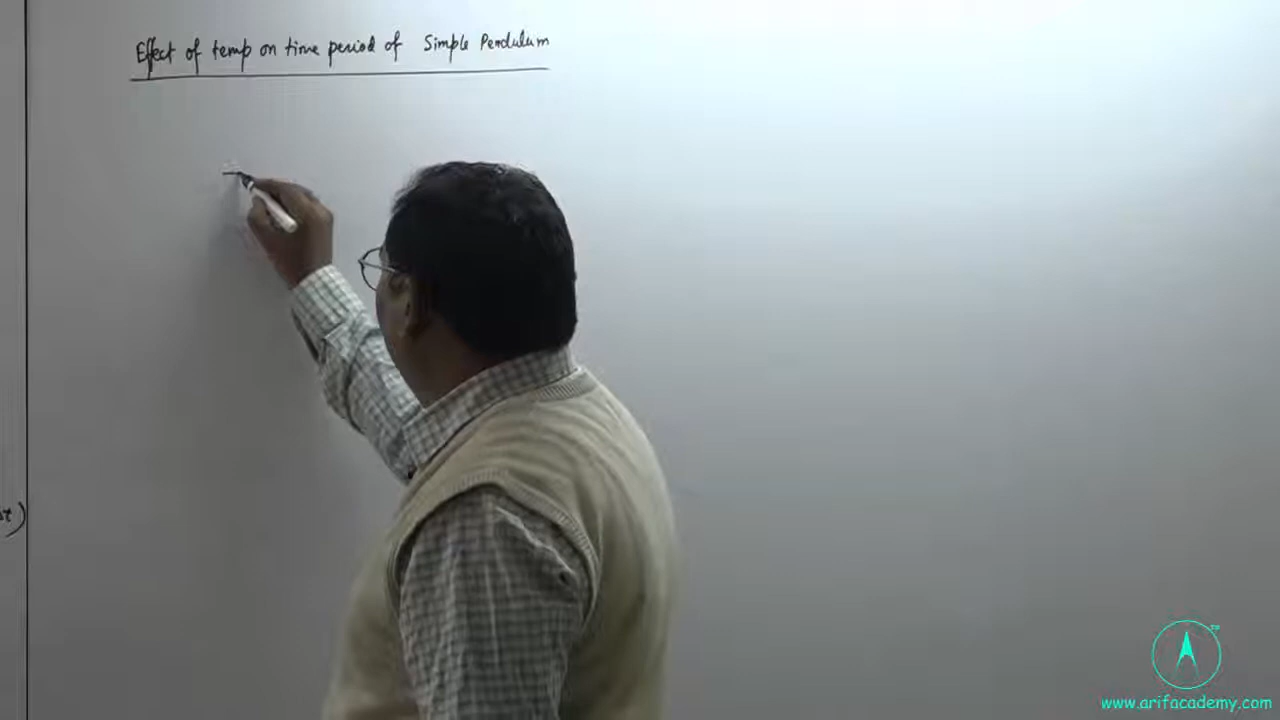 Effect of temp on time period of Simple Pendulum
www.arifacademy.com